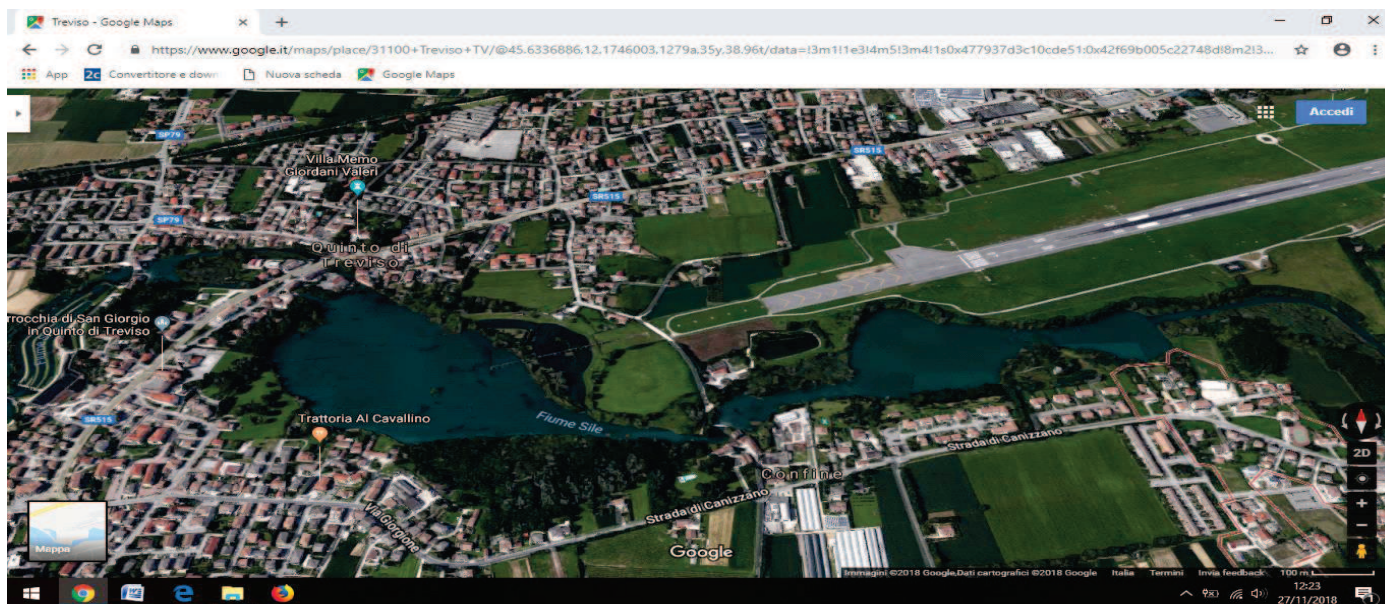 Treviso - Google Maps
https://www.google.it/maps/place/31100+Treviso+TV/@45.6336886,12.1746003,1279a,35y,38.96t/data=!3m1!1e3!4m5!3m4!1s0x477937d3c10cde51:0x42f69b005c22748d!8m2!3...
App
Convertitore e down
Nuova scheda
Google Maps
Accedi
SP79
Villa Memo
Giordani Valeri
SR515
SR515
SP79
Quinto di
Treviso
rrocchia di San Giorgio
in Quinto di Treviso
SR515
Trattoria Al Cavallino
Fiume Sile
Strada di Canizzano
2D
Confine
Strada di Canizzano
Via Giorgione
Mappa
Google
Immagini ©2018 Google,Dati cartografici ©2018 Google
Italia
Termini
Invia feedback
100 m
12:23
27/11/2018